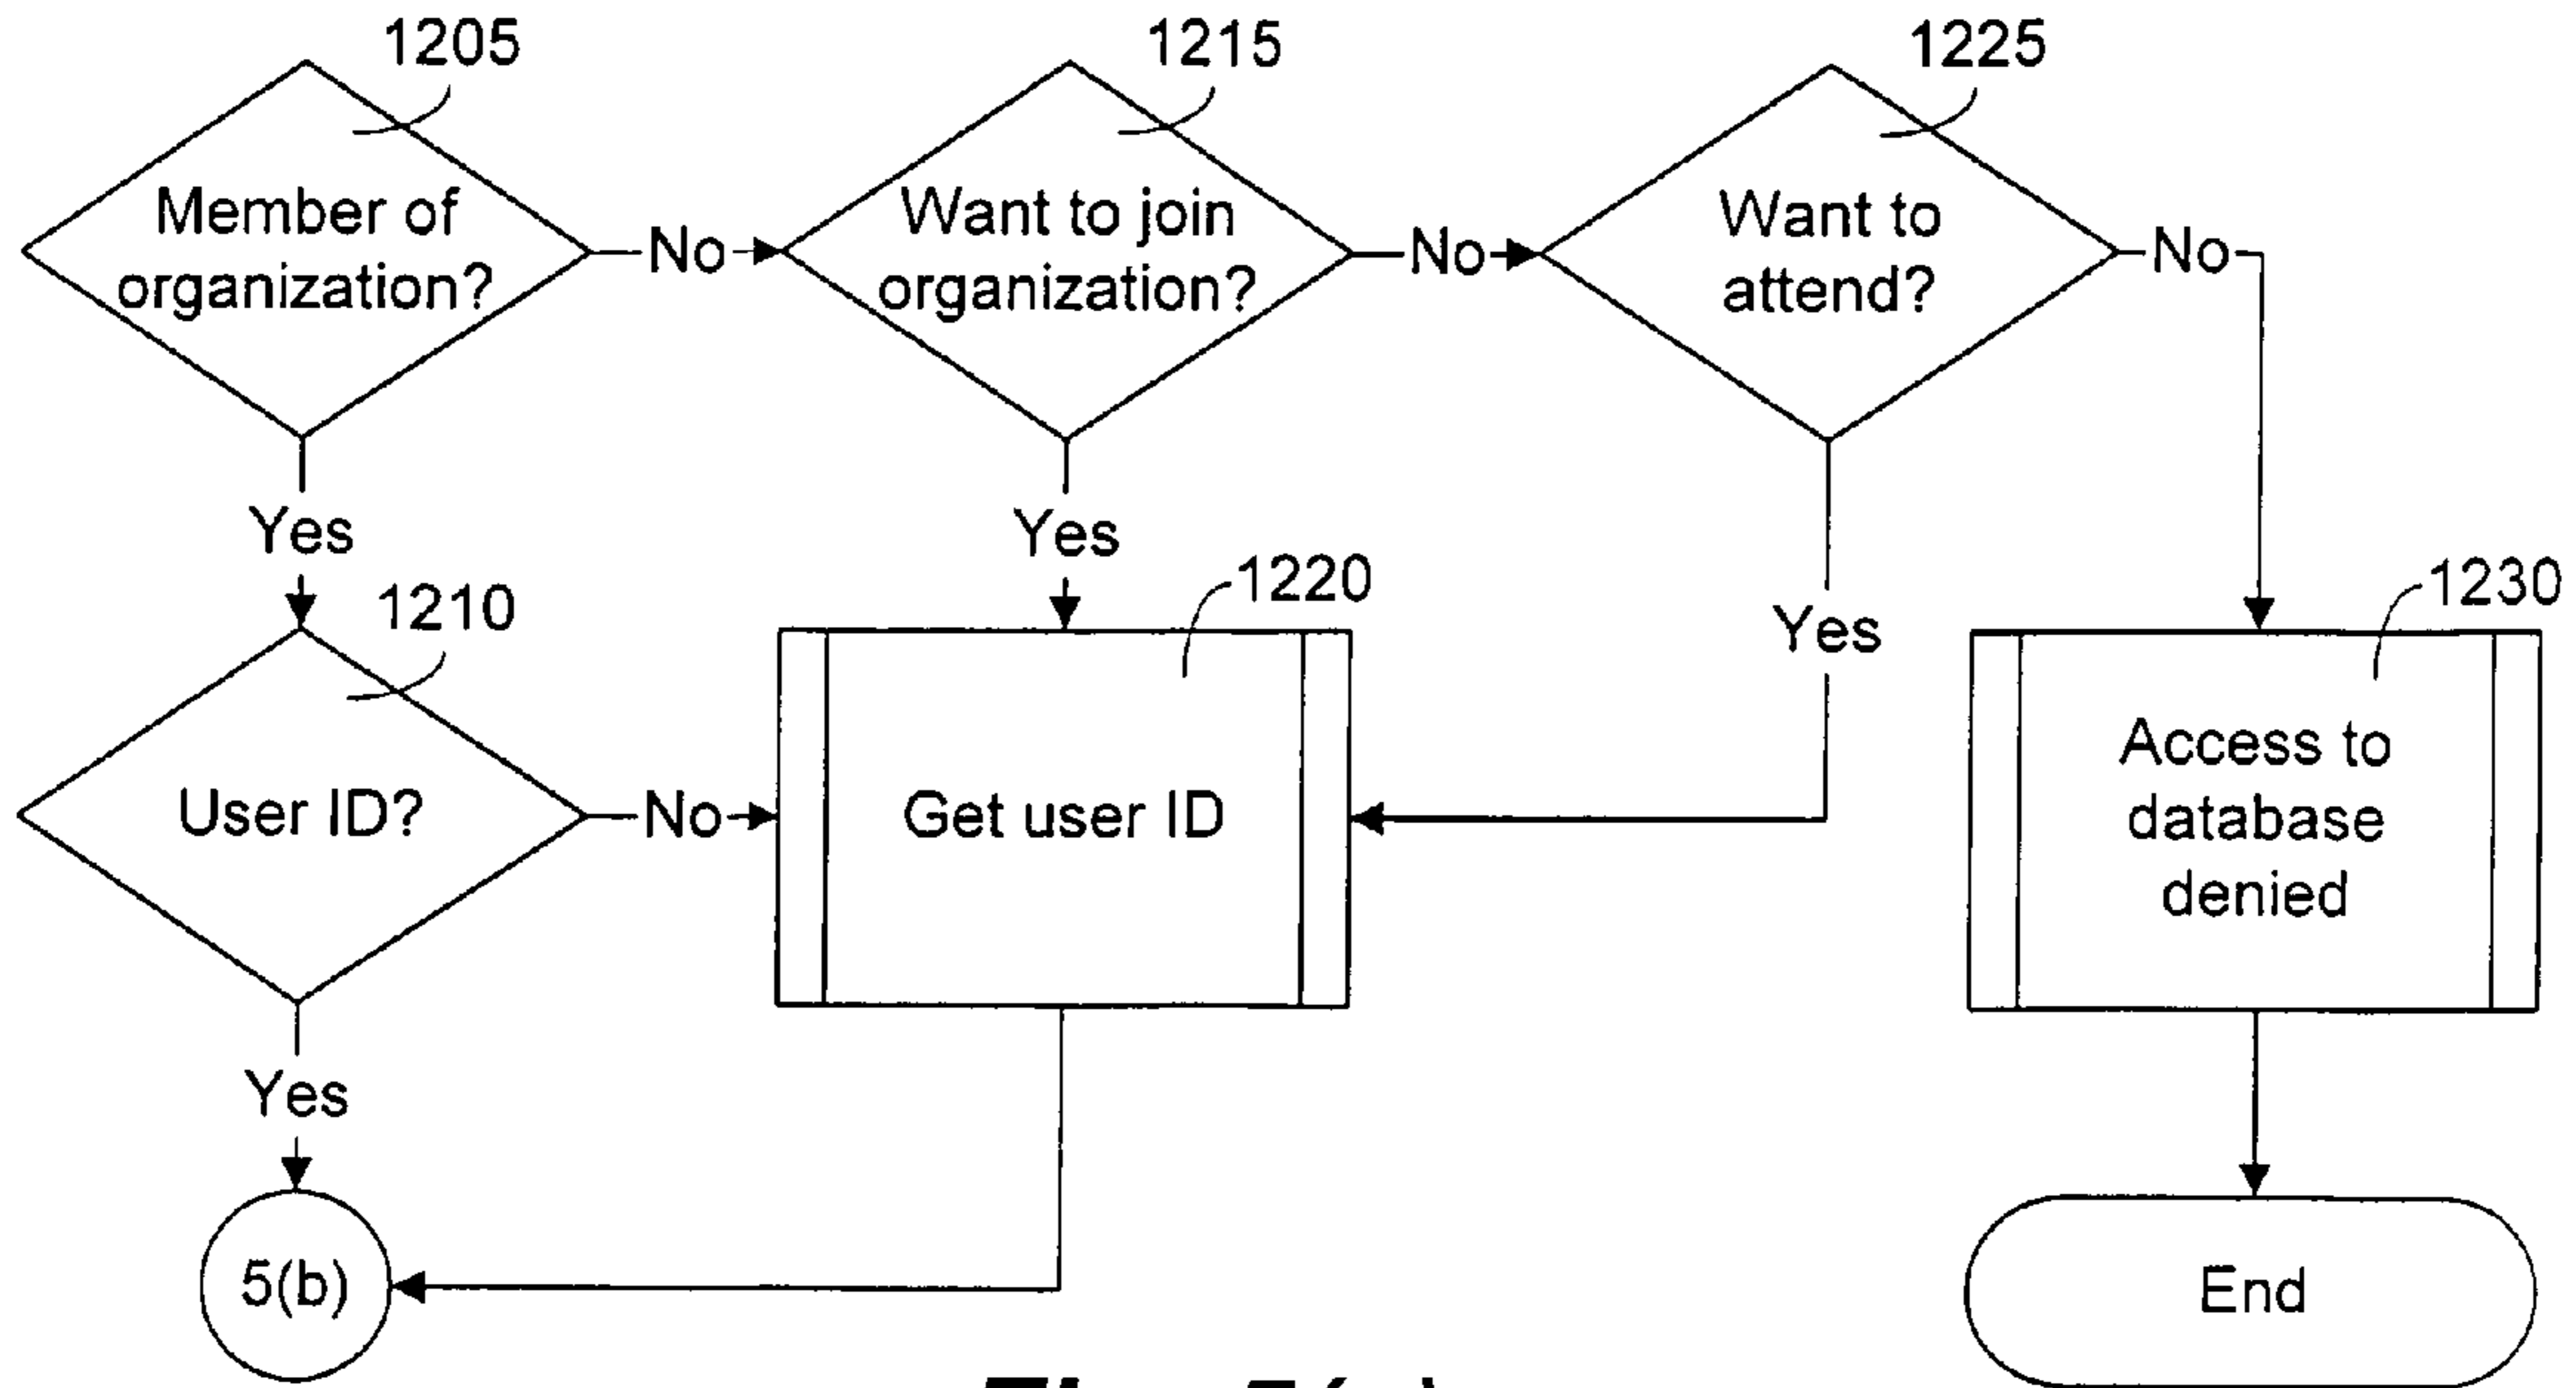 1205
1215
1225
Member of
organization?
No
Want to join
organization?
No
Want to
attend?
No
Yes
Yes
Yes
1210
1220
1230
User ID?
No
Get user ID
Access to
database
denied
Yes
5(b)
End